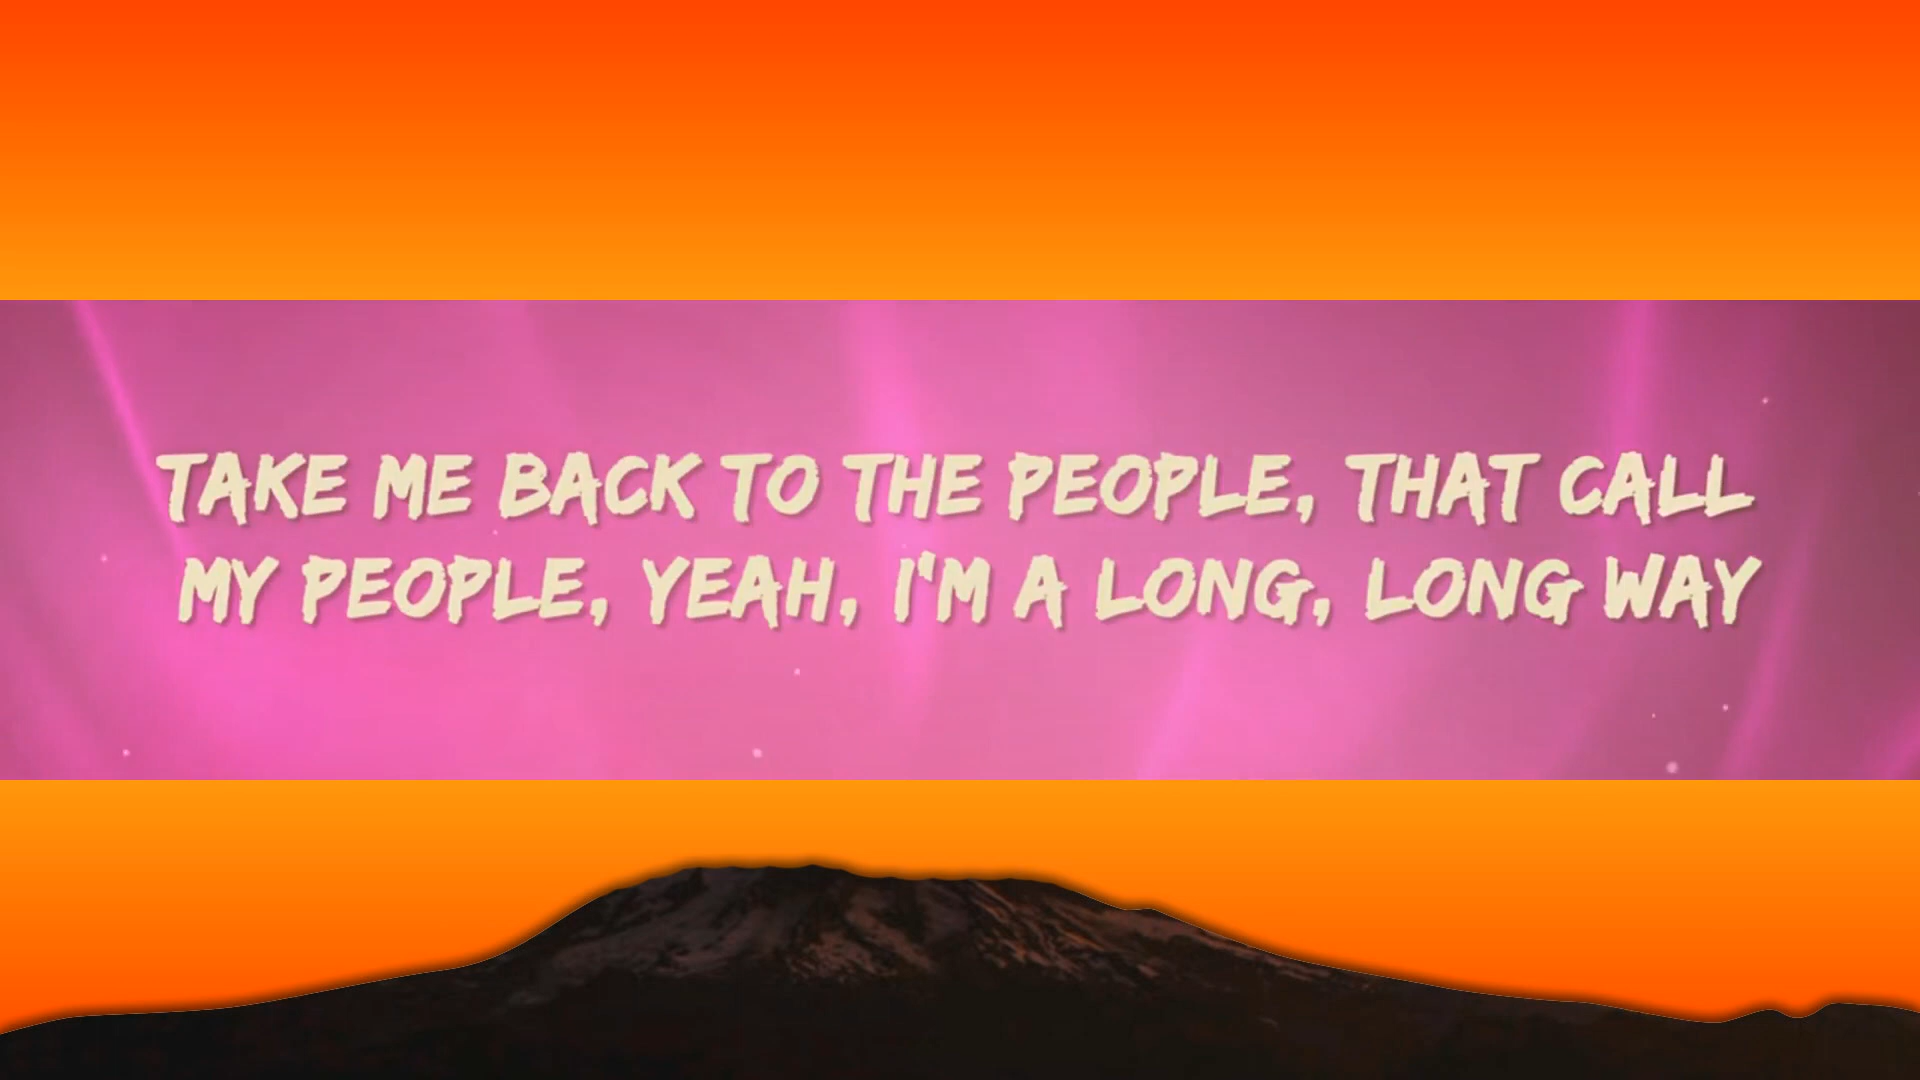 TAKE ME BACK TO THE PEOPLE, THAT CALL
MY PEOPLE, YEAH, I'M A LONG, LONG WAY